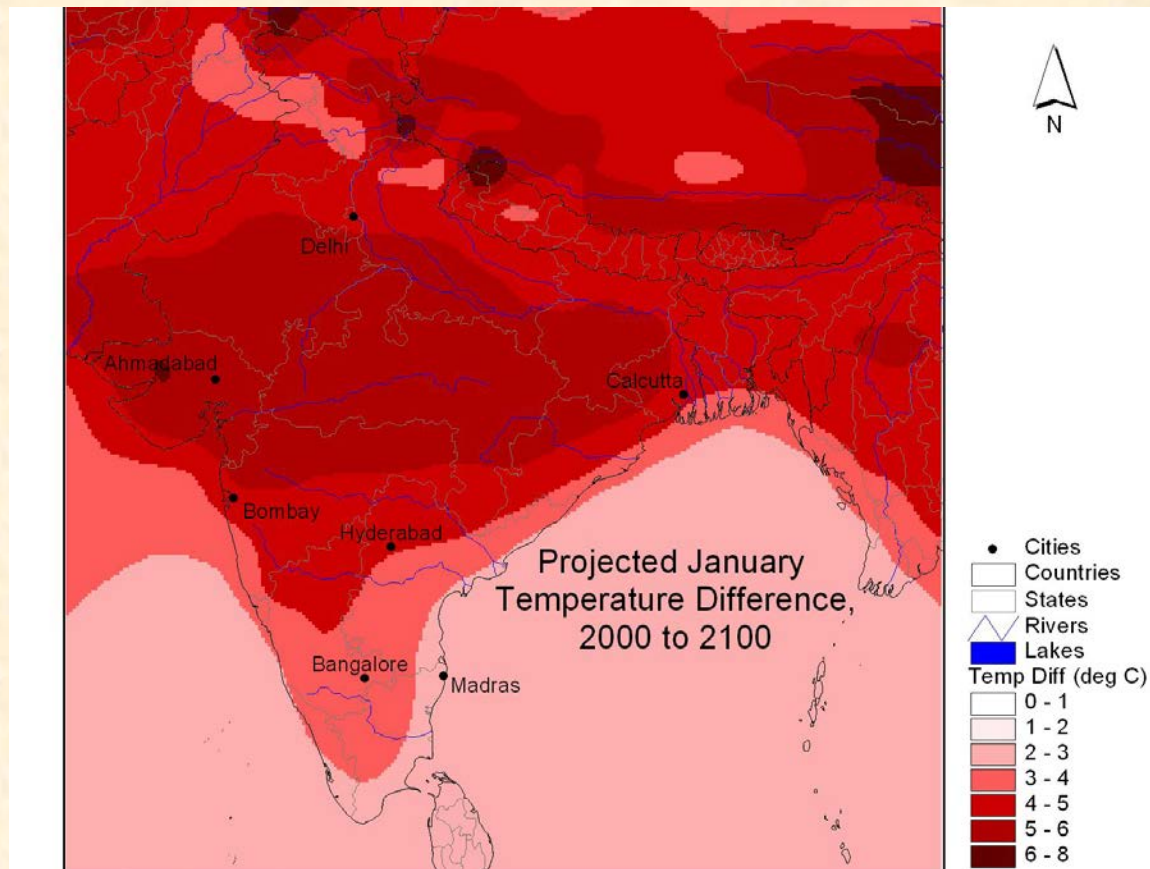 N
Delhi
Ahmadabad
Calcutta
Bombay
Hyderabad
Projected January
Temperature Difference,
2000 to 2100
Bangalore
Madras
Cities
Countries
States
Rivers
Lakes
Temp Diff (deg C)
0 - 1
1 - 2
2 - 3
3 - 4
4 - 5
5 - 6
6 - 8